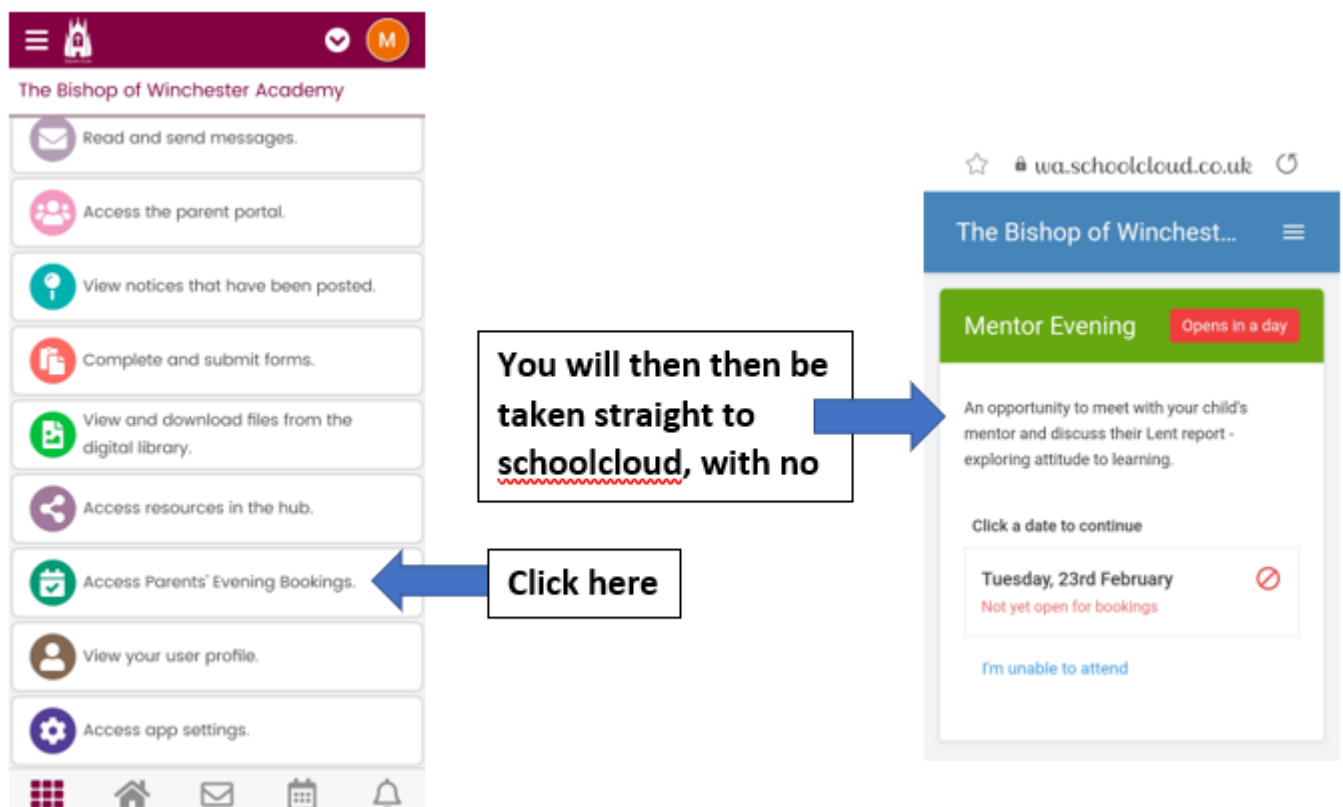 M
The Bishop of Winchester Academy
Read and send messages.
Access the parent portal.
View notices that have been posted.
Complete and submit forms.
View and download files from the
digital library.
Access resources in the hub.
Access Parents' Evening Bookings.
View your user profile.
Access app settings.
You will then then be
taken straight to
schoolcloud, with no
Click here
wa.schoolcloud.co.uk
The Bishop of Winchest...
Mentor Evening
Opens in a day
An opportunity to meet with your child's
mentor and discuss their Lent report -
exploring attitude to learning.
Click a date to continue
Tuesday, 23rd February
Not yet open for bookings
I'm unable to attend